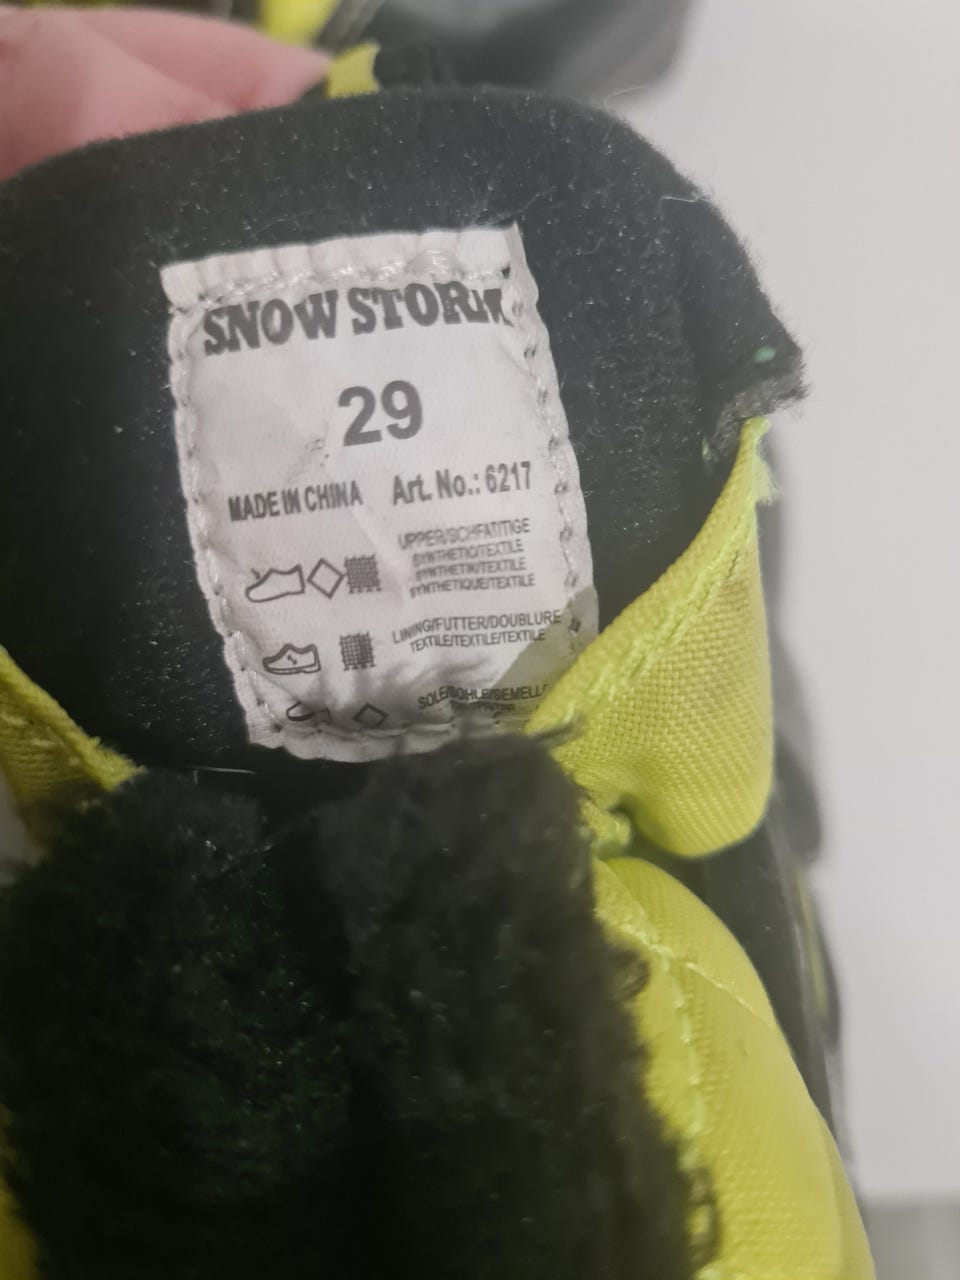 SNOW STORM
29
MADE IN CHINA Art. No.: 6217
UPPER/SCHFAT/TIGE
SYNTHETIC/TEXTILE
SYNTHETIK/TEXTILE
SYNTHETIQUE/TEXTILE
LINING/FUTTER/DOUBLURE
TEXTILE/TEXTILE/TEXTILE
SOLE/SOHLE/SEMELLE